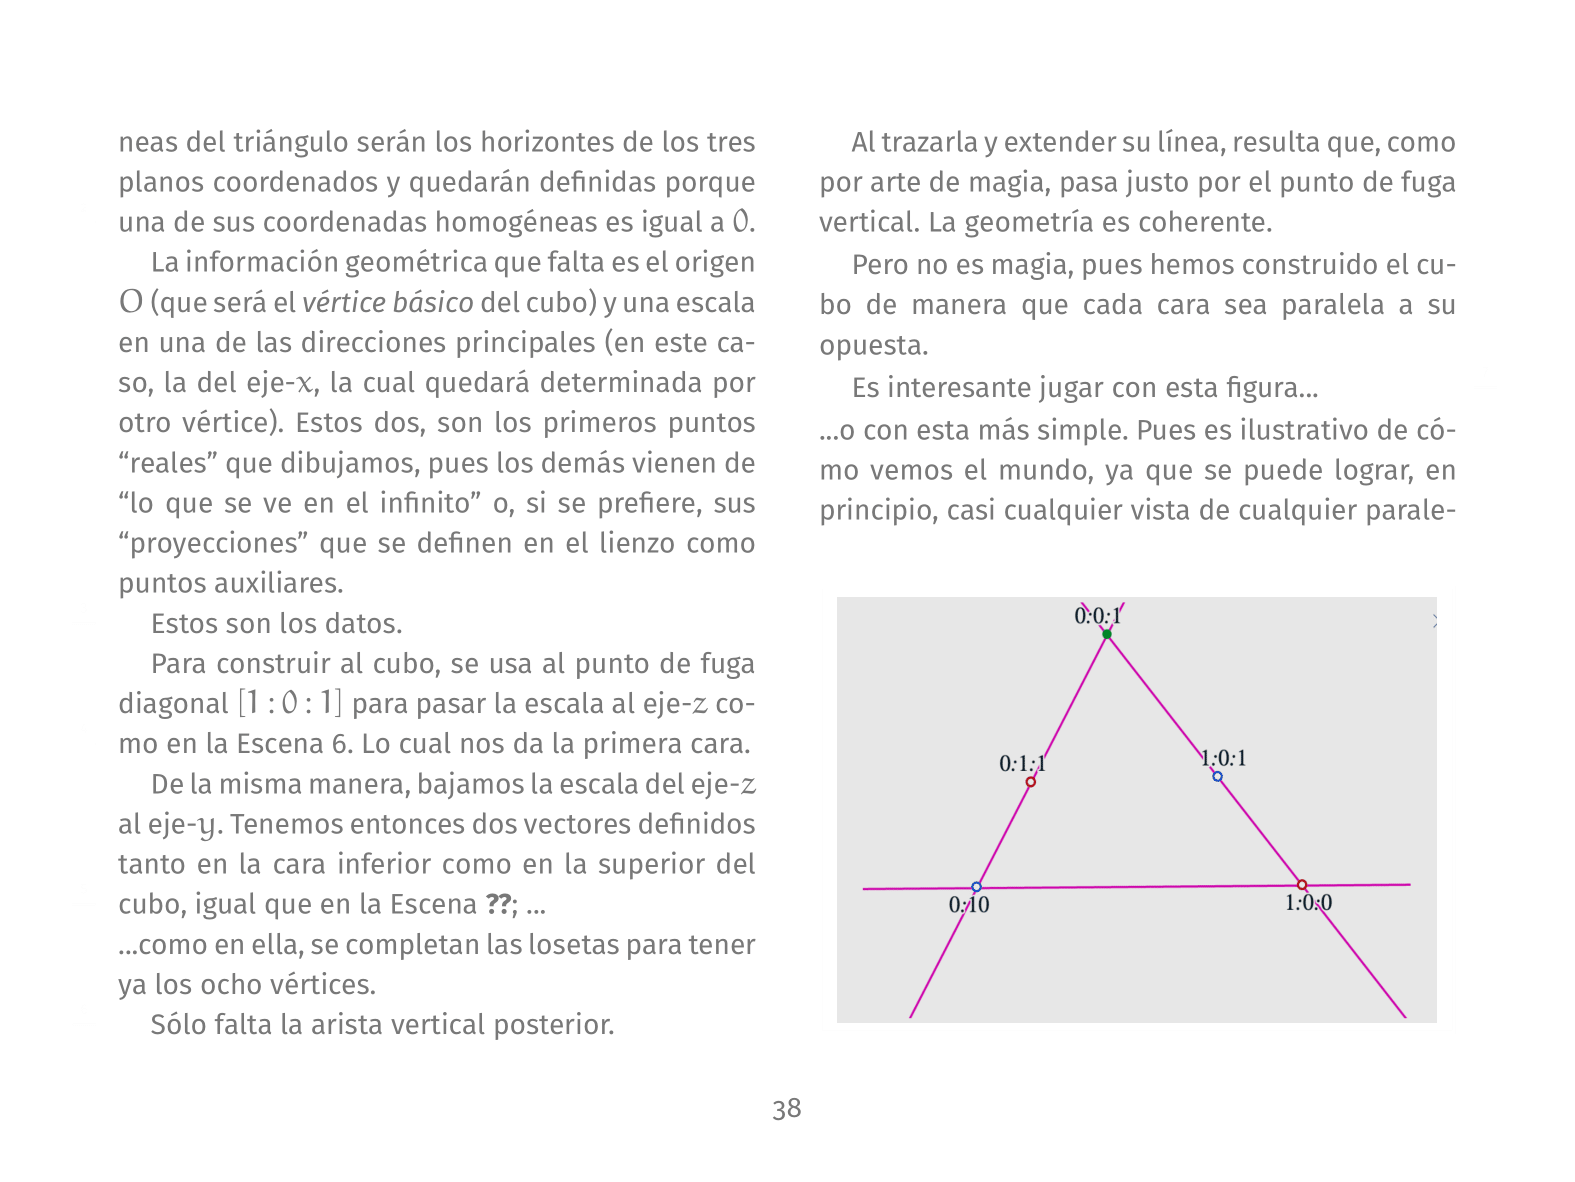 neas del triángulo serán los horizontes de los tres
planos coordenados y quedarán definidas porque
una de sus coordenadas homogéneas es igual a 0.
La información geométrica que falta es el origen
O (que será el vértice básico del cubo) y una escala
en una de las direcciones principales (en este ca-
so, la del eje-x, la cual quedará determinada por
otro vértice). Estos dos, son los primeros puntos
“reales” que dibujamos, pues los demás vienen de
“lo que se ve en el infinito” o, si se prefiere, sus
“proyecciones” que se definen en el lienzo como
puntos auxiliares.
Estos son los datos.
Para construir al cubo, se usa al punto de fuga
diagonal [1 : 0 : 1] para pasar la escala al eje-z co-
mo en la Escena 6. Lo cual nos da la primera cara.
De la misma manera, bajamos la escala del eje-z
al eje-y. Tenemos entonces dos vectores definidos
tanto en la cara inferior como en la superior del
cubo, igual que en la Escena ??; ...
...como en ella, se completan las losetas para tener
ya los ocho vértices.
Sólo falta la arista vertical posterior.
Al trazarla y extender su línea, resulta que, como
por arte de magia, pasa justo por el punto de fuga
vertical. La geometría es coherente.
Pero no es magia, pues hemos construido el cu-
bo de manera que cada cara sea paralela a su
opuesta.
Es interesante jugar con esta figura...
...o con esta más simple. Pues es ilustrativo de có-
mo vemos el mundo, ya que se puede lograr, en
principio, casi cualquier vista de cualquier parale-
0:0:1
0:1:1
1:0:1
0:10
1:0:0
38